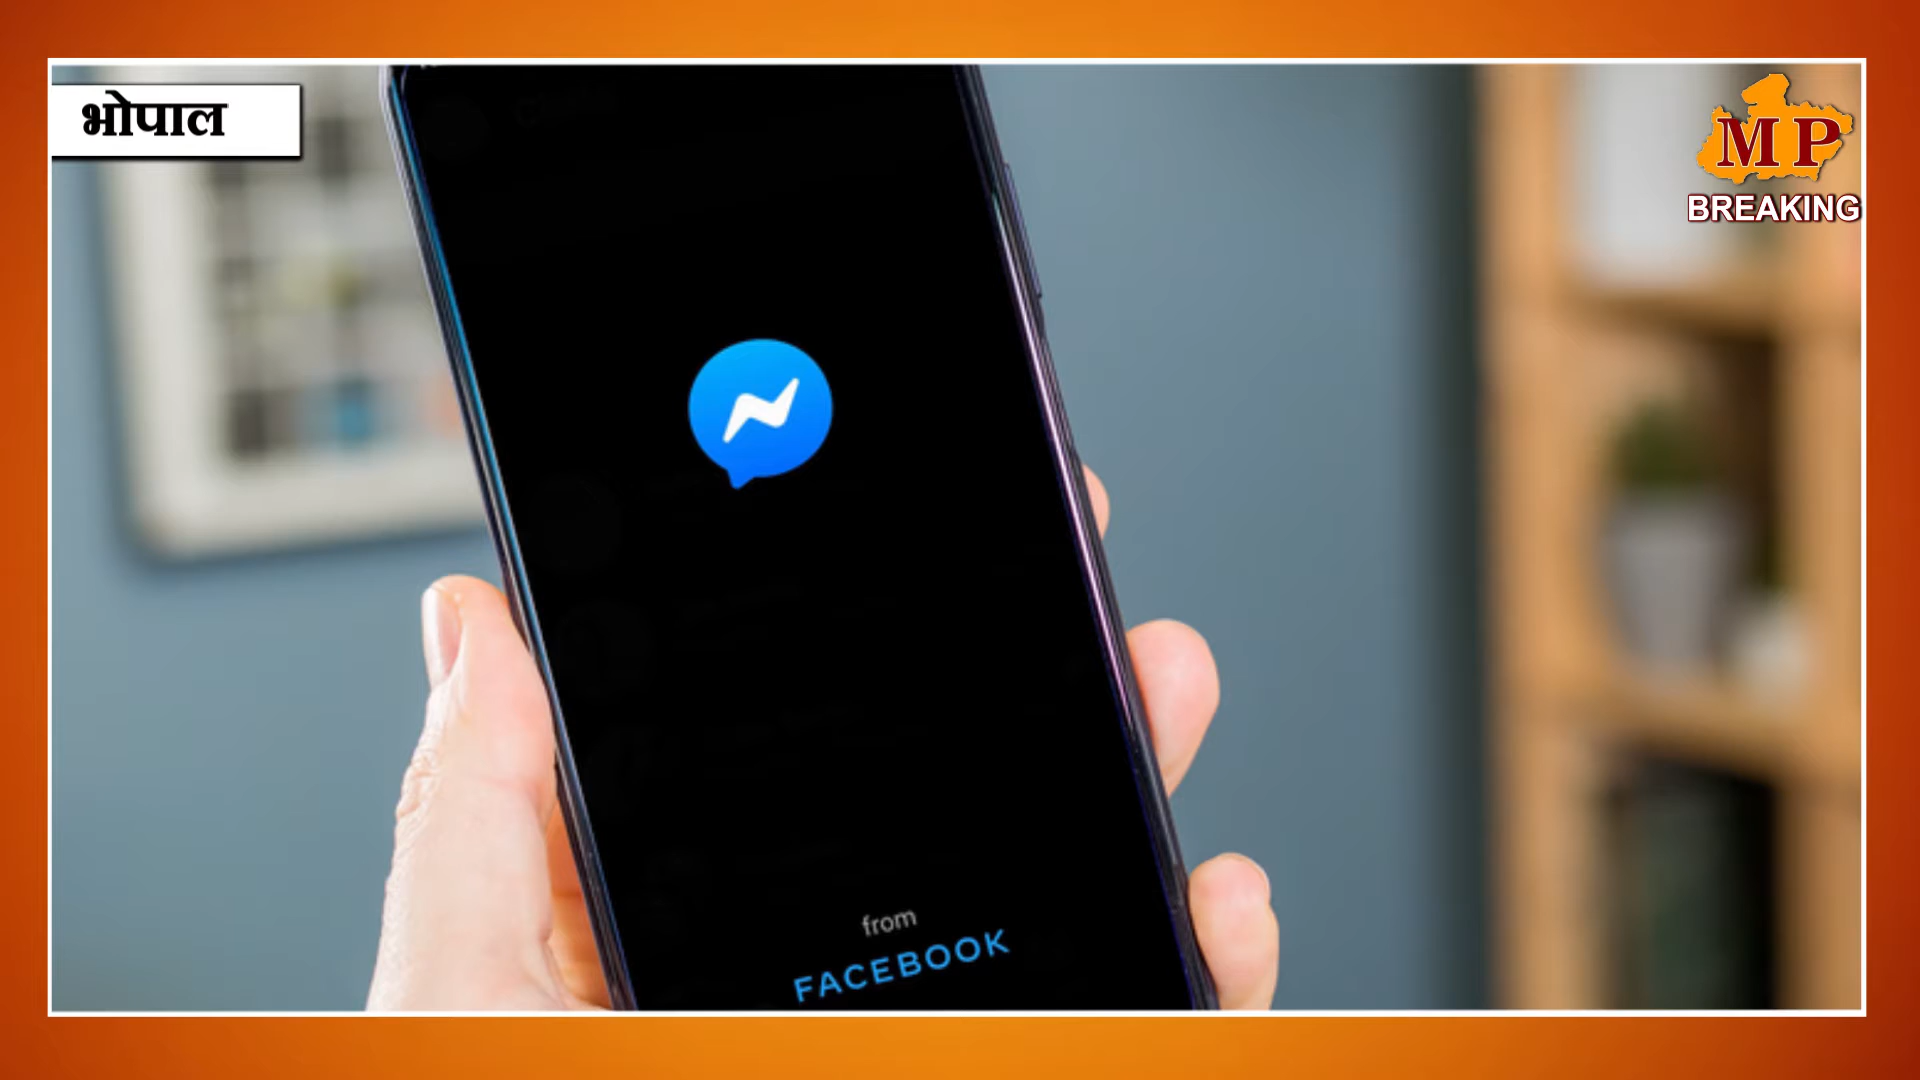 भोपाल
MP
BREAKING
from
FACEBOOK